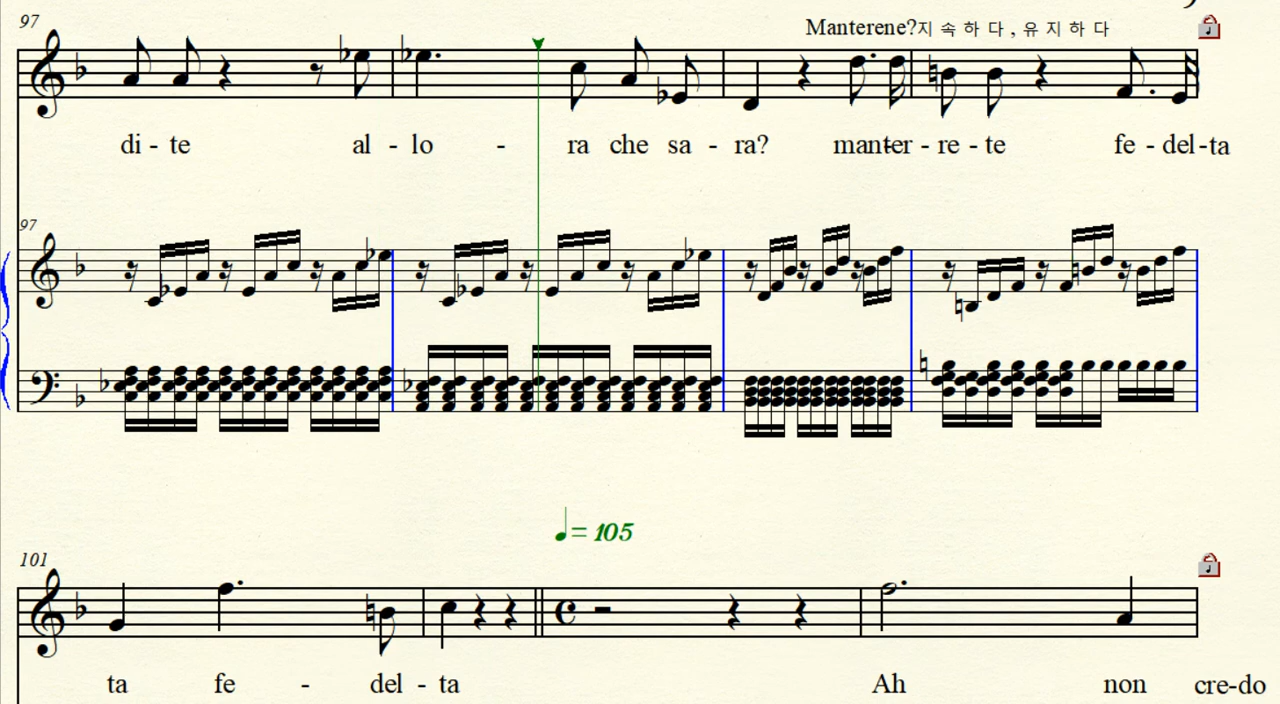 97
Manterene?지 속 하 다 , 유 지 하 다
di - te al - lo - ra che sa - ra? manter - re - te fe - del-ta
97
= 105
101
ta fe - del - ta Ah non cre-do